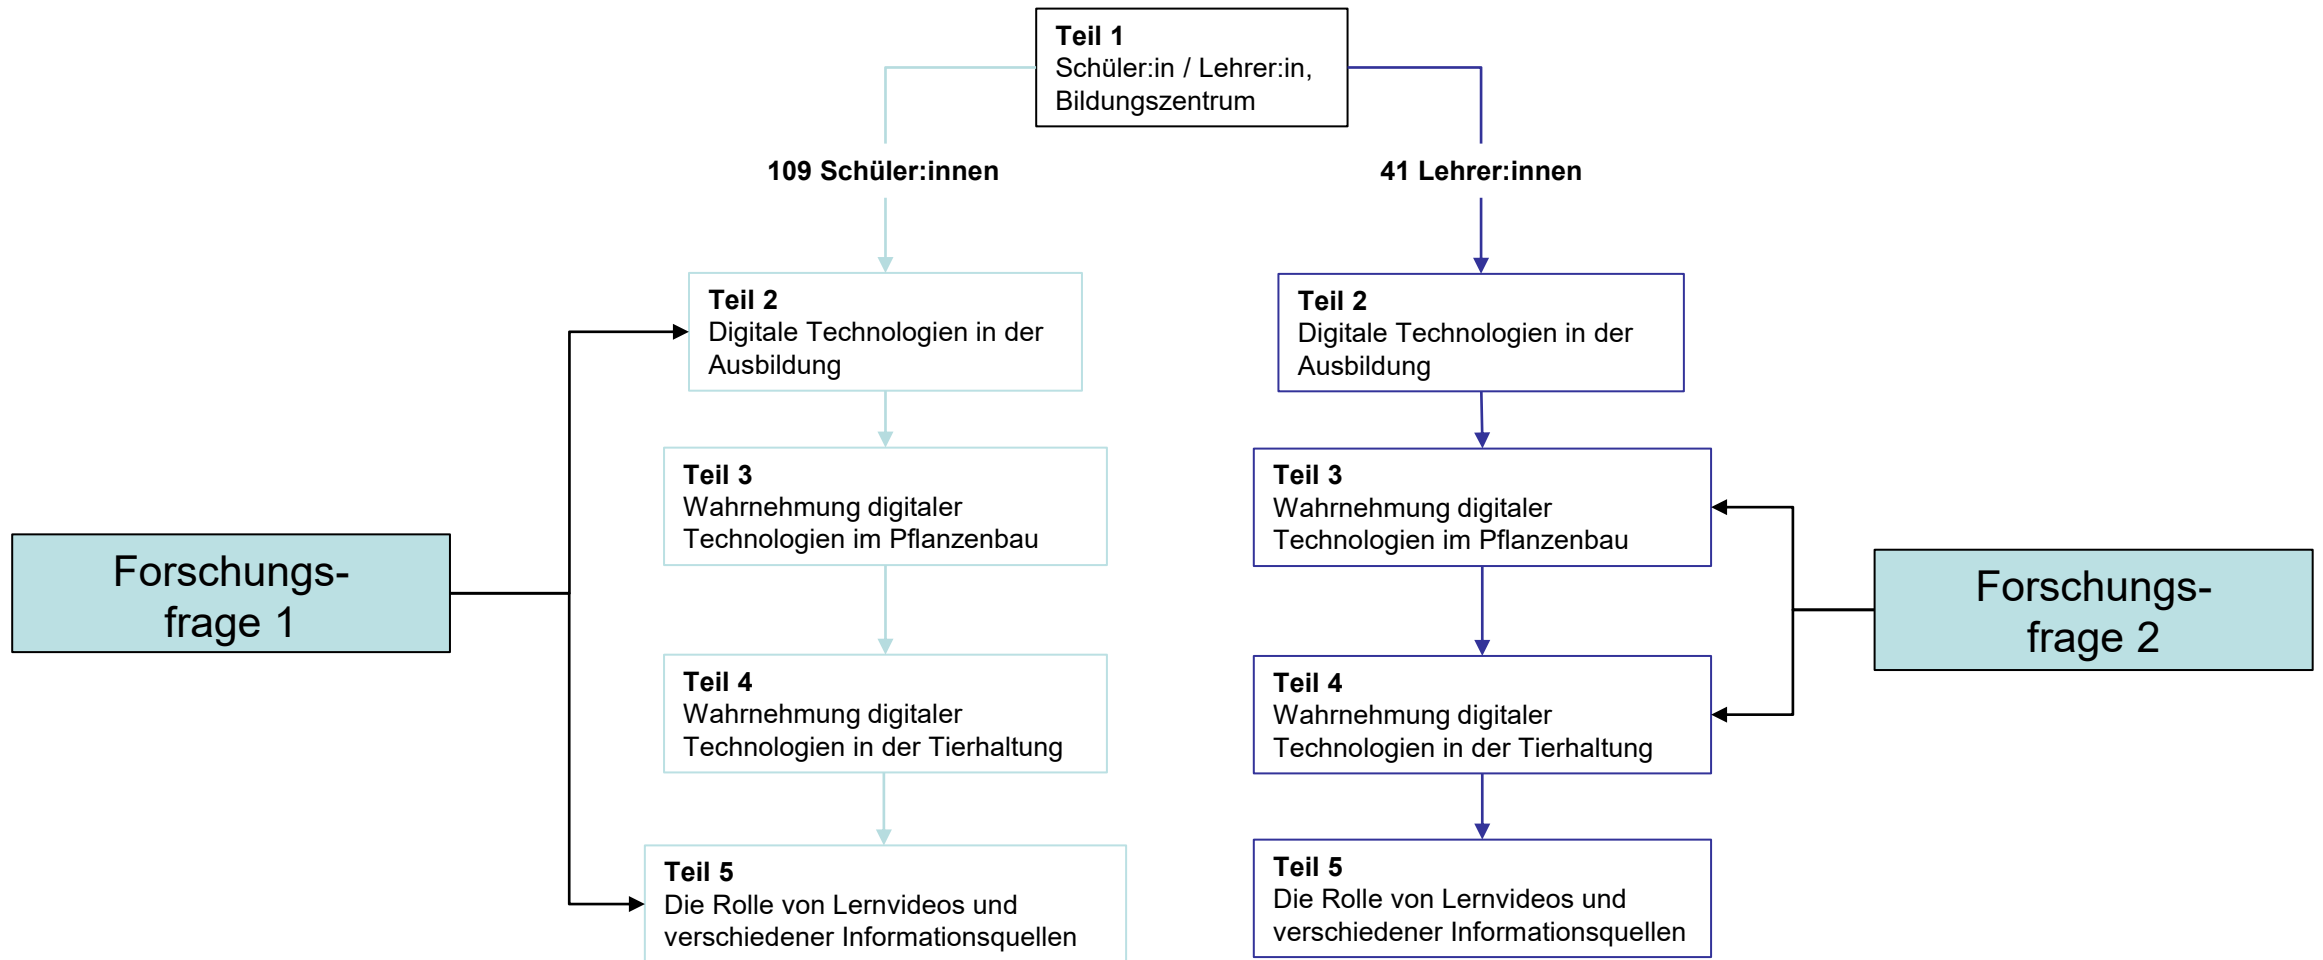 Teil 1
Schüler:in / Lehrer:in,
Bildungszentrum
109 Schüler:innen
41 Lehrer:innen
Teil 2
Digitale Technologien in der
Ausbildung
Teil 2
Digitale Technologien in der
Ausbildung
Teil 3
Wahrnehmung digitaler
Technologien im Pflanzenbau
Teil 3
Wahrnehmung digitaler
Technologien im Pflanzenbau
Forschungs-
frage 1
Forschungs-
frage 2
Teil 4
Wahrnehmung digitaler
Technologien in der Tierhaltung
Teil 4
Wahrnehmung digitaler
Technologien in der Tierhaltung
Teil 5
Die Rolle von Lernvideos und
verschiedener Informationsquellen
Teil 5
Die Rolle von Lernvideos und
verschiedener Informationsquellen